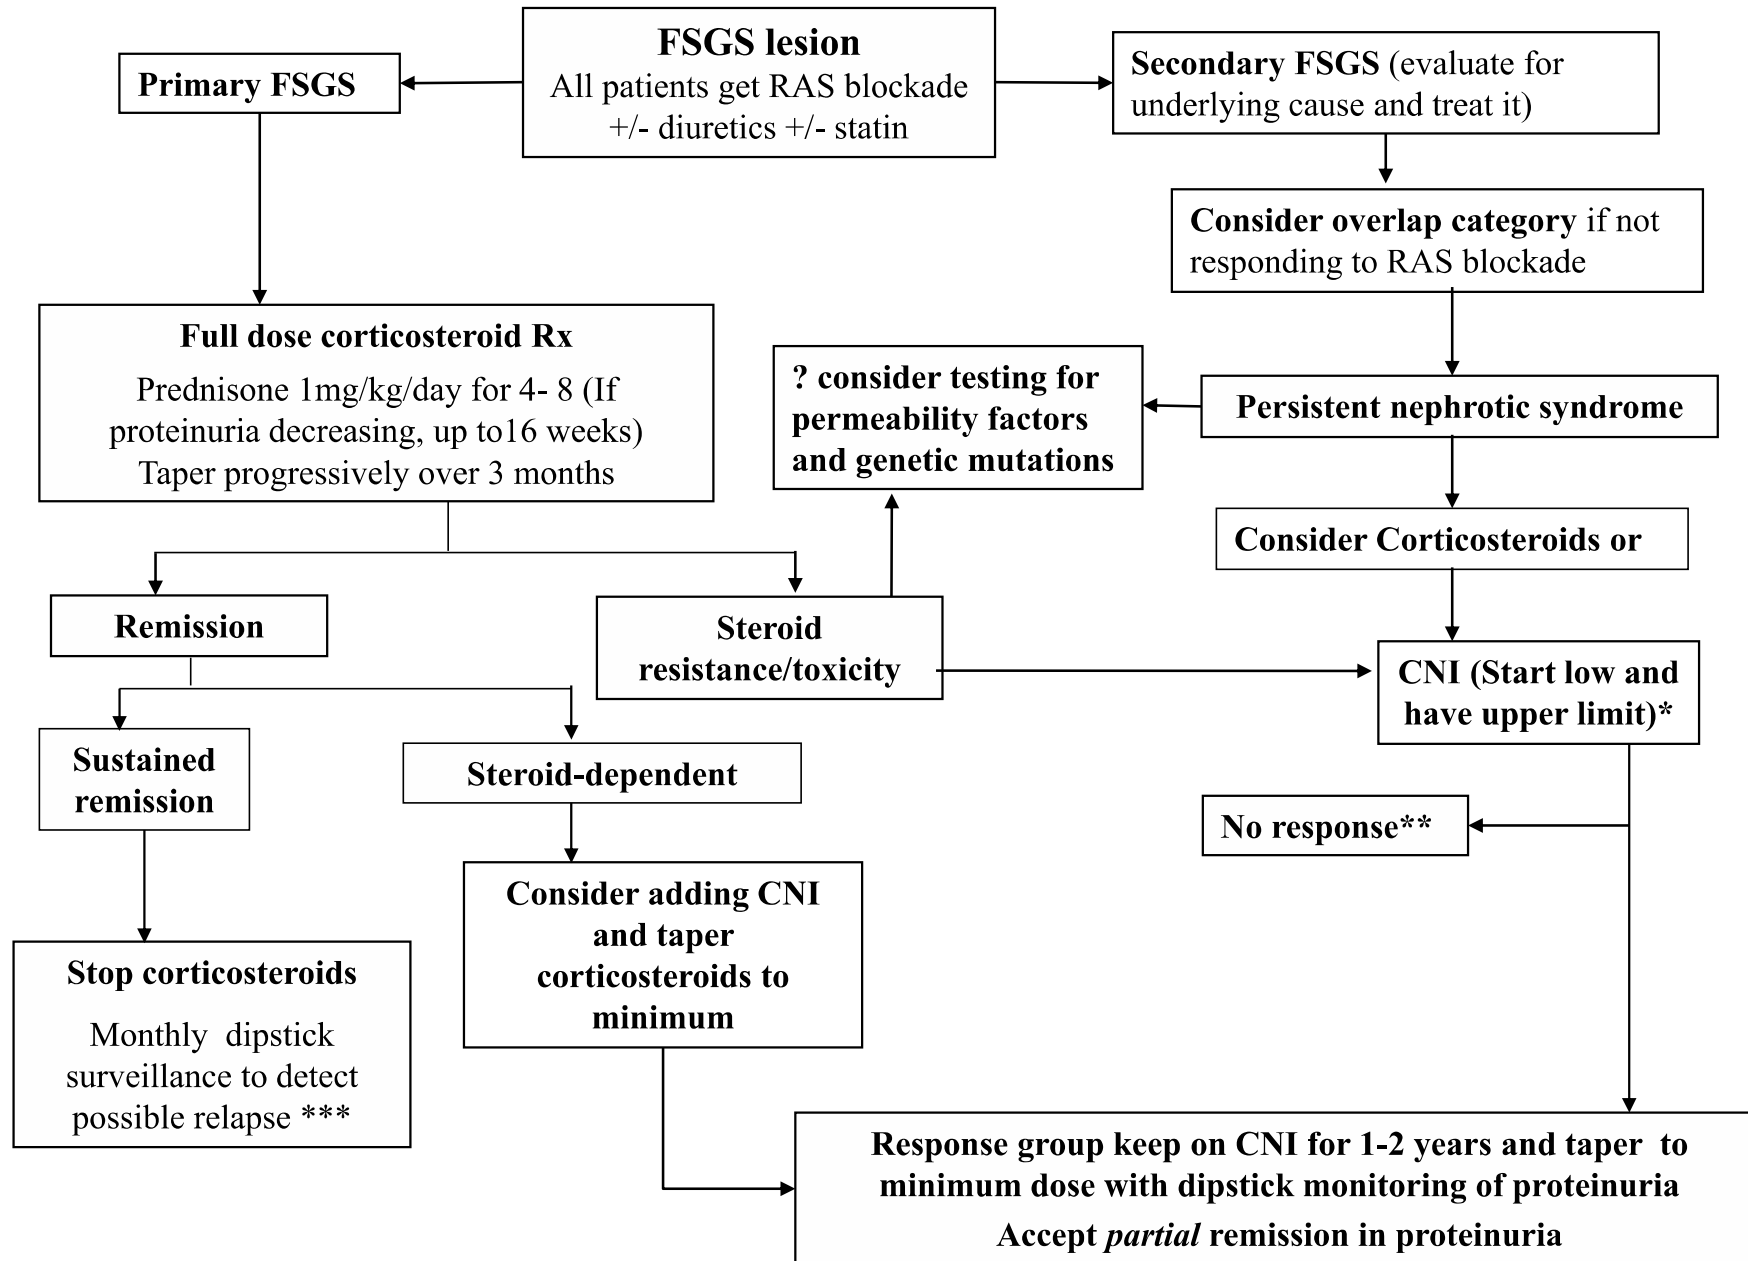 FSGS lesion
All patients get RAS blockade
+/- diuretics +/- statin
Primary FSGS
Secondary FSGS (evaluate for
underlying cause and treat it)
Consider overlap category if not
responding to RAS blockade
Full dose corticosteroid Rx
Prednisone 1mg/kg/day for 4- 8 (If
proteinuria decreasing, up to16 weeks)
Taper progressively over 3 months
? consider testing for
permeability factors
and genetic mutations
Persistent nephrotic syndrome
Consider Corticosteroids or
Remission
Steroid
resistance/toxicity
CNI (Start low and
have upper limit)*
Sustained
remission
Steroid-dependent
No response**
Consider adding CNI
and taper
corticosteroids to
minimum
Stop corticosteroids
Monthly dipstick
surveillance to detect
possible relapse ***
Response group keep on CNI for 1-2 years and taper to
minimum dose with dipstick monitoring of proteinuria
Accept partial remission in proteinuria